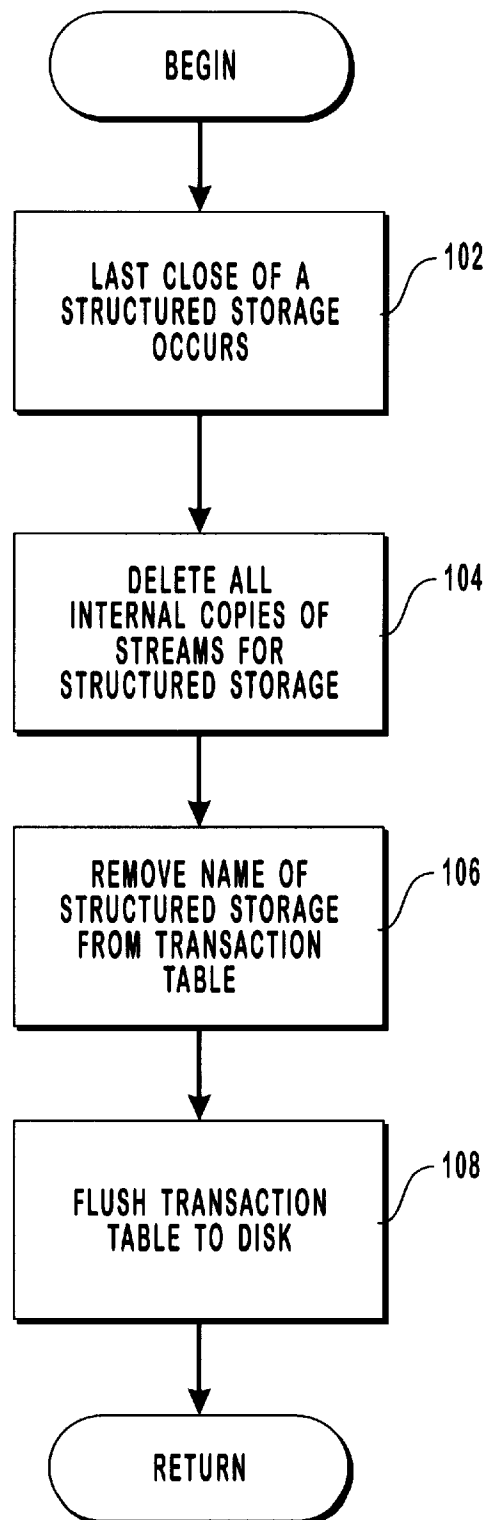 BEGIN
LAST CLOSE OF A
STRUCTURED STORAGE
OCCURS
102
DELETE ALL
INTERNAL COPIES OF
STREAMS FOR
STRUCTURED STORAGE
104
REMOVE NAME OF
STRUCTURED STORAGE
FROM TRANSACTION
TABLE
106
FLUSH TRANSACTION
TABLE TO DISK
108
RETURN